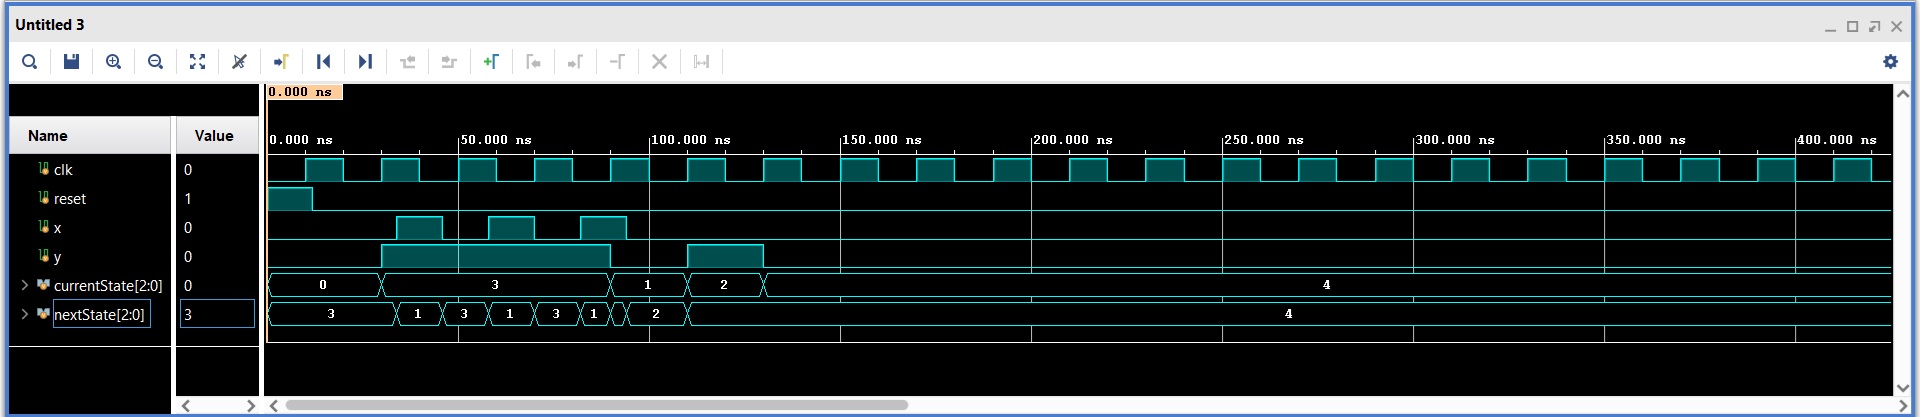 Untitled 3
0.000 ns
Name Value
0.000 ns 50.000 ns 100.000 ns 150.000 ns 200.000 ns 250.000 ns 300.000 ns 350.000 ns 400.000 ns
clk 0
reset 1
x 0
y 0
currentState[2:0] 0 0 3 1 2 4
nextState[2:0] 3 3 1 3 1 3 1 2 4